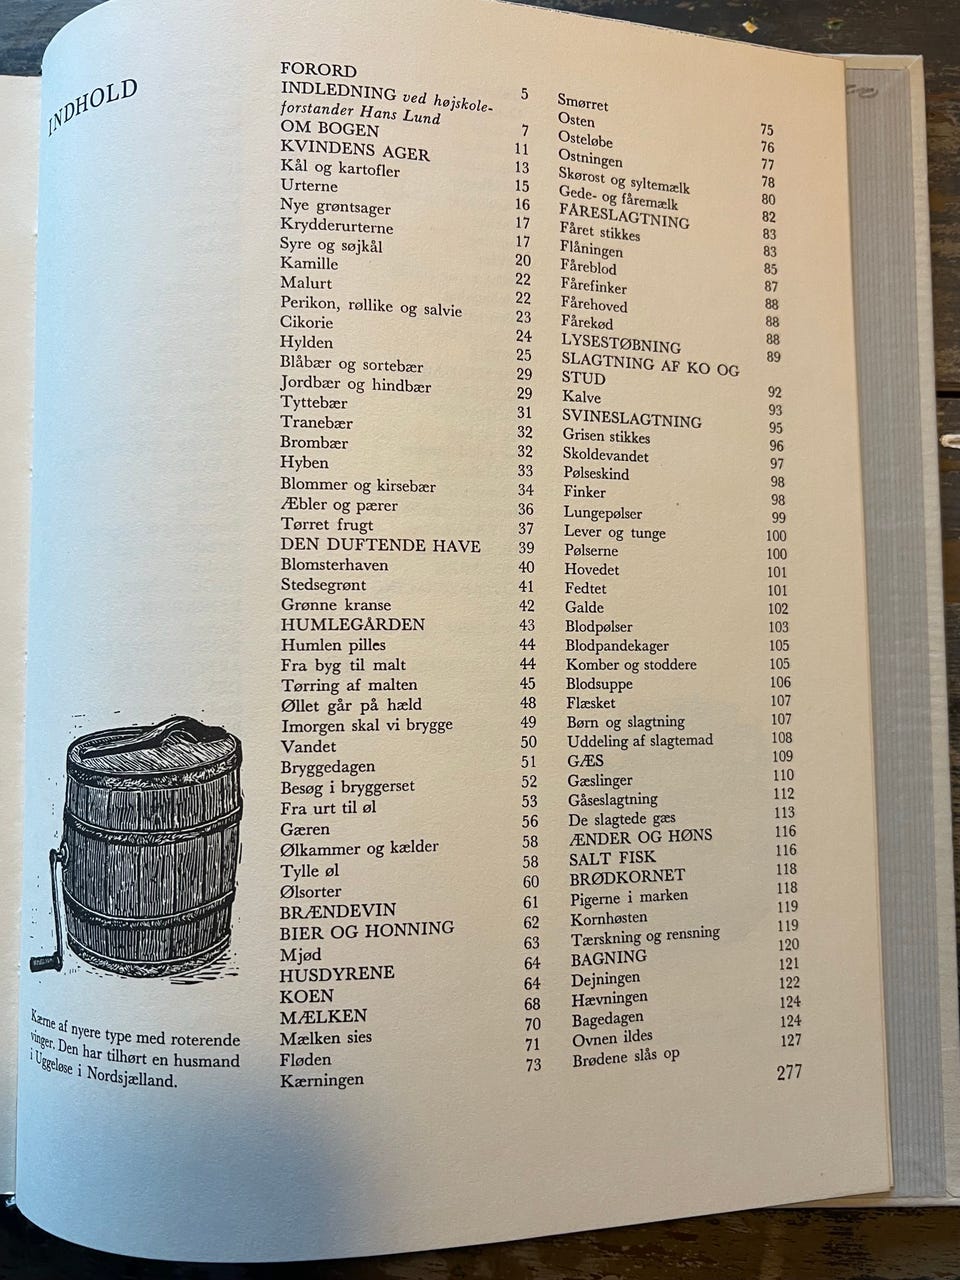 INDHOLD
FORORD 5
INDLEDNING ved højskole-
forstander Hans Lund 7
OM BOGEN 11
KVINDENS AGER 13
Kål og kartofler 15
Urterne 16
Nye grøntsager 17
Krydderurterne 17
Syre og søjkål 20
Kamille 22
Malurt 22
Perikon, røllike og salvie 23
Cikorie 24
Hylden 25
Blåbær og sortebær 29
Jordbær og hindbær 29
Tyttebær 31
Tranebær 32
Brombær 32
Hyben 33
Blommer og kirsebær 34
Æbler og pærer 36
Tørret frugt 37
DEN DUFTENDE HAVE 39
Blomsterhaven 40
Stedsegrønt 41
Grønne kranse 42
HUMLEGÅRDEN 43
Humlen pilles 44
Fra byg til malt 44
Tørring af malten 45
Øllet går på hæld 48
Imorgen skal vi brygge 49
Vandet 50
Bryggedagen 51
Besøg i bryggerset 52
Fra urt til øl 53
Gæren 56
Ølkammer og kælder 58
Tylle øl 58
Ølsorter 60
BRÆNDEVIN 61
BIER OG HONNING 62
Mjød 63
HUSDYRENE 64
KOEN 64
MÆLKEN 68
Mælken sies 70
Fløden 71
Kærningen 73
Smørret 75
Osten 76
Osteløbe 77
Ostningen 78
Skørost og syltemælk 80
Gede- og fåremælk 82
FÅRESLAGTNING 83
Fåret stikkes 83
Flåningen 85
Fåreblod 87
Fårefinker 88
Fårehoved 88
Fårekød 88
LYSESTØBNING 89
SLAGTNING AF KO OG
STUD 92
Kalve 93
SVINESLAGTNING 95
Grisen stikkes 96
Skoldevandet 97
Pølseskind 98
Finker 98
Lungepølser 99
Lever og tunge 100
Pølserne 100
Hovedet 101
Fedtet 101
Galde 102
Blodpølser 103
Blodpandekager 105
Komber og stoddere 105
Blodsuppe 106
Flæsket 107
Børn og slagtning 107
Uddeling af slagtemad 108
GÆS 109
Gæslinger 110
Gåseslagtning 112
De slagtede gæs 113
ÆNDER OG HØNS 116
SALT FISK 116
BRØDKORNET 118
Pigerne i marken 118
Kornhøsten 119
Tærskning og rensning 119
BAGNING 120
Dejningen 121
Hævningen 122
Bagedagen 124
Ovnen ildes 124
Brødene slås op 127
Kærne af nyere type med roterende
vinger. Den har tilhørt en husmand
i Uggeløse i Nordsjælland.
277